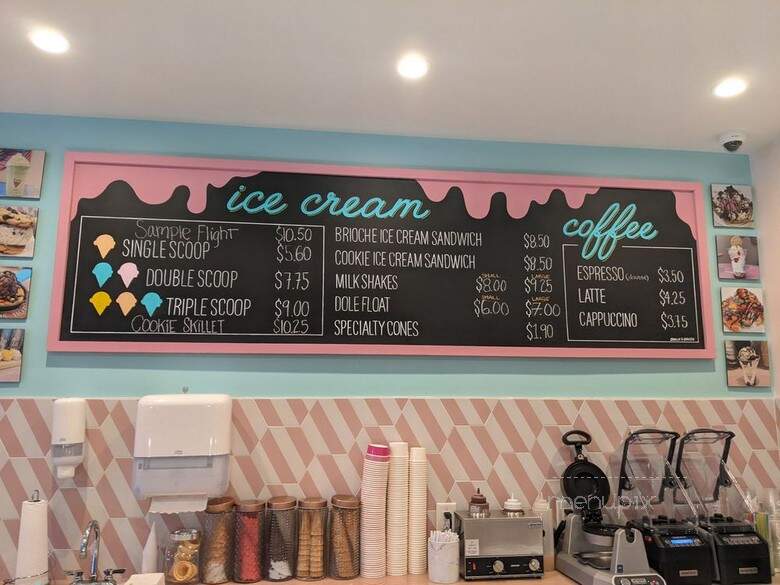 ice cream
Sample Flight $10.50
SINGLE SCOOP $5.60
DOUBLE SCOOP $7.75
TRIPLE SCOOP $9.00
COOKIE SKILLET $10.25
BRIOCHE ICE CREAM SANDWICH $8.50
COOKIE ICE CREAM SANDWICH $8.50
SMALL LARGE
MILK SHAKES $8.00 $9.25
SMALL LARGE
DOLE FLOAT $6.00 $7.00
SPECIALTY CONES $1.90
coffee
ESPRESSO (double) $3.50
LATTE $4.25
CAPPUCCINO $3.75
menupix